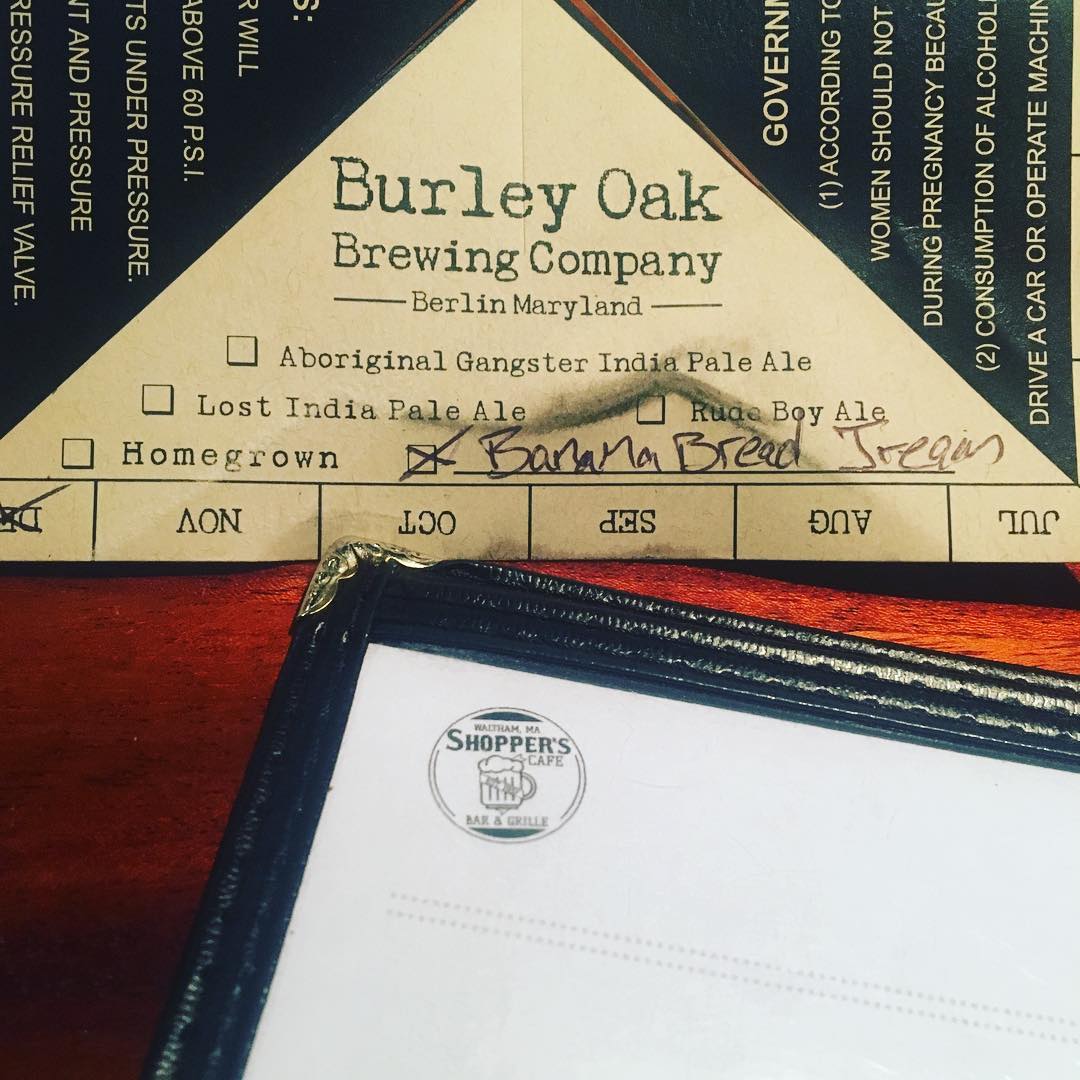 S:
R WILL
ABOVE 60 P.S.I.
TS UNDER PRESSURE.
NT AND PRESSURE
RESSURE RELIEF VALVE.
GOVERNM
(1) ACCORDING TO
WOMEN SHOULD NOT
DURING PREGNANCY BECAU
(2) CONSUMPTION OF ALCOHOL
DRIVE A CAR OR OPERATE MACHIN
Burley Oak
Brewing Company
Berlin Maryland
Aboriginal Gangster India Pale Ale
Lost India Pale Ale Rude Boy Ale
Homegrown Banana Bread
DE NOV OCT SEP AUG JUL
WALTHAM, MA
SHOPPER'S
CAFE
BAR & GRILLE